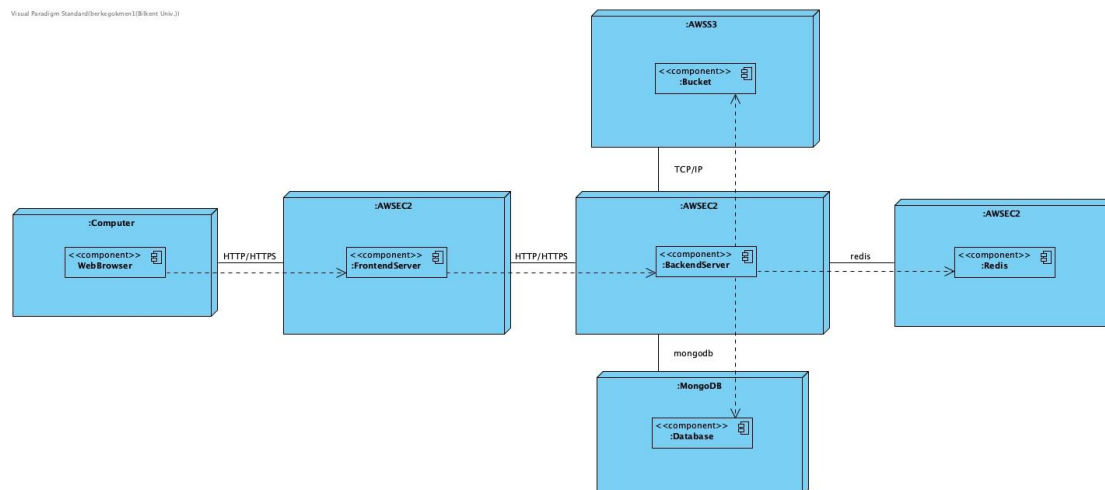 Visual Paradigm Standard(berkegokmen1(Bilkent Univ.))
:AWSS3
<<component>>
:Bucket
TCP/IP
:Computer
<<component>>
WebBrowser
HTTP/HTTPS
:AWSEC2
<<component>>
:FrontendServer
HTTP/HTTPS
:AWSEC2
<<component>>
:BackendServer
redis
:AWSEC2
<<component>>
:Redis
mongodb
:MongoDB
<<component>>
:Database